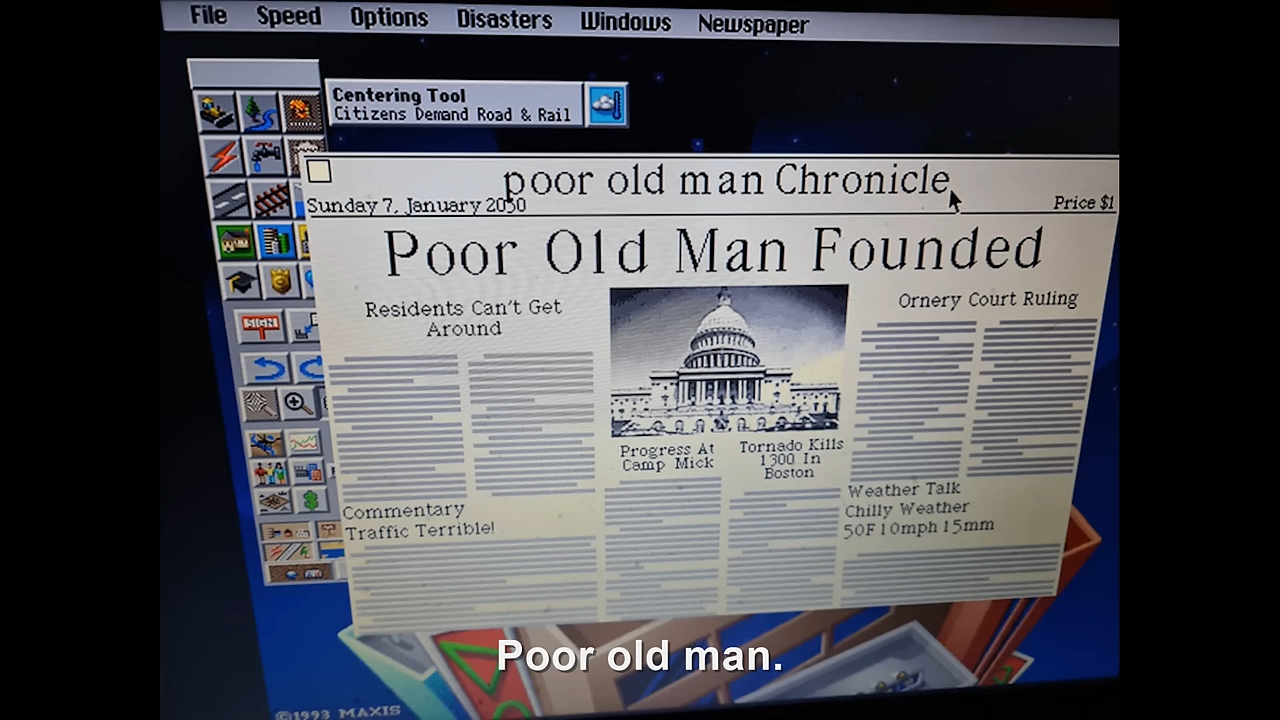 File Speed Options Disasters Windows Newspaper
Centering Tool
Citizens Demand Road & Rail
poor old man Chronicle
Sunday 7, January 2050
Price $1
Poor Old Man Founded
Residents Can't Get
Around
Ornery Court Ruling
Progress At
Camp Mick
Tornado Kills
1300 In
Boston
Commentary
Traffic Terrible!
Weather Talk
Chilly Weather
50F 10mph 15mm
SIGN
Poor old man.
©1993 MAXIS